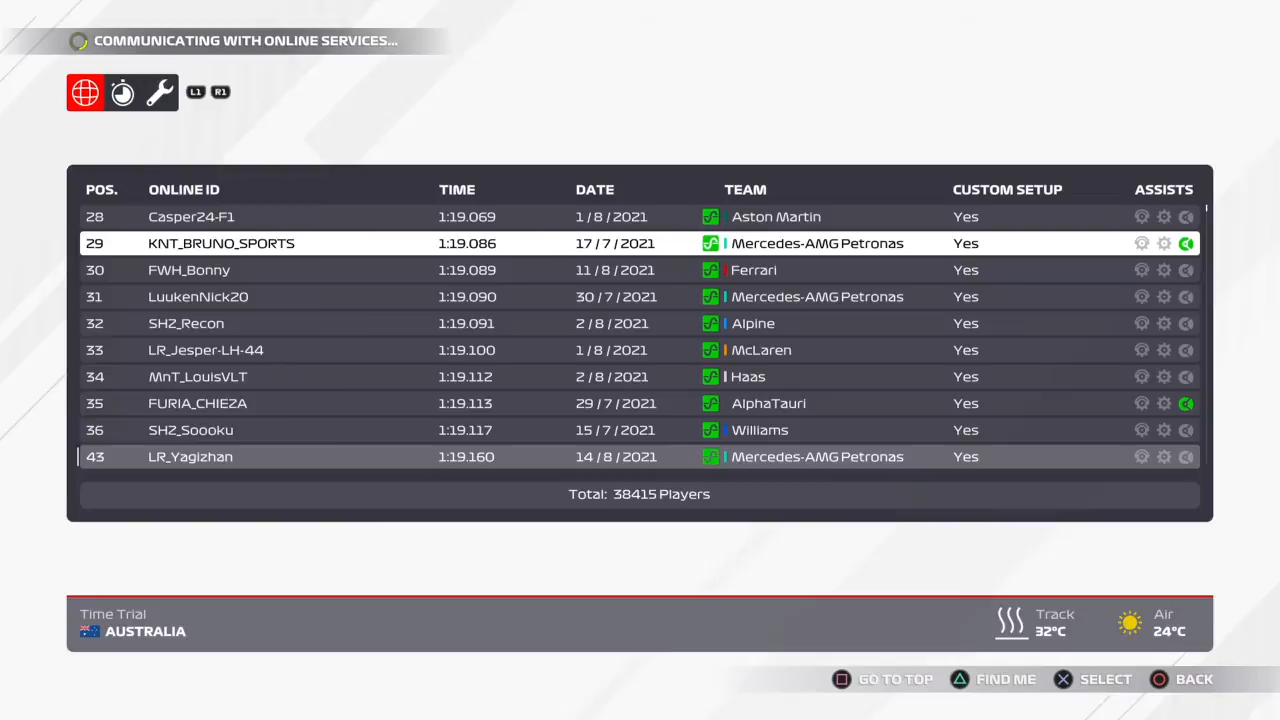 COMMUNICATING WITH ONLINE SERVICES...
L1 R1
POS. ONLINE ID TIME DATE TEAM CUSTOM SETUP ASSISTS
28 Casper24-F1 1:19.069 1 / 8 / 2021 Aston Martin Yes
29 KNT_BRUNO_SPORTS 1:19.086 17 / 7 / 2021 Mercedes-AMG Petronas Yes
30 FWH_Bonny 1:19.089 11 / 8 / 2021 Ferrari Yes
31 LuukenNick20 1:19.090 30 / 7 / 2021 Mercedes-AMG Petronas Yes
32 SHZ_Recon 1:19.091 2 / 8 / 2021 Alpine Yes
33 LR_Jesper-LH-44 1:19.100 1 / 8 / 2021 McLaren Yes
34 MnT_LouisVLT 1:19.112 2 / 8 / 2021 Haas Yes
35 FURIA_CHIEZA 1:19.113 29 / 7 / 2021 AlphaTauri Yes
36 SHZ_Soooku 1:19.117 15 / 7 / 2021 Williams Yes
43 LR_Yagizhan 1:19.160 14 / 8 / 2021 Mercedes-AMG Petronas Yes
Total: 38415 Players
Time Trial
AUSTRALIA
Track
32°C
Air
24°C
GO TO TOP FIND ME SELECT BACK